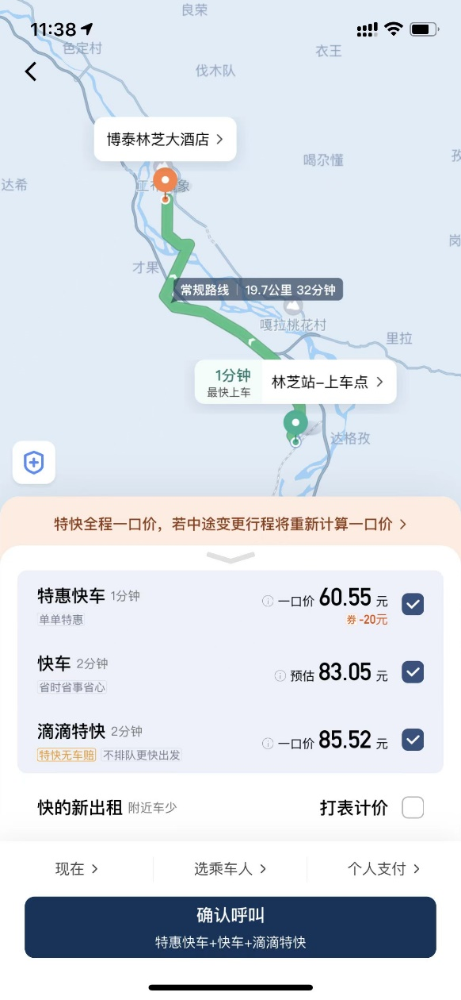 良荣
11:38
色定村
衣王
伐木队
博泰林芝大酒店
喝尕懂
孜
达希
岗
才果
常规路线 19.7公里 32分钟
嘎拉桃花村
里拉
1分钟
最快上车
林芝站-上车点
达格孜
特快全程一口价，若中途变更行程将重新计算一口价
特惠快车 1分钟
一口价 60.55 元
单单特惠
券 -20元
快车 2分钟
预估 83.05 元
省时省事省心
滴滴特快 2分钟
一口价 85.52 元
特快无车赔 不排队更快出发
快的新出租 附近车少
打表计价
现在
选乘车人
个人支付
确认呼叫
特惠快车+快车+滴滴特快